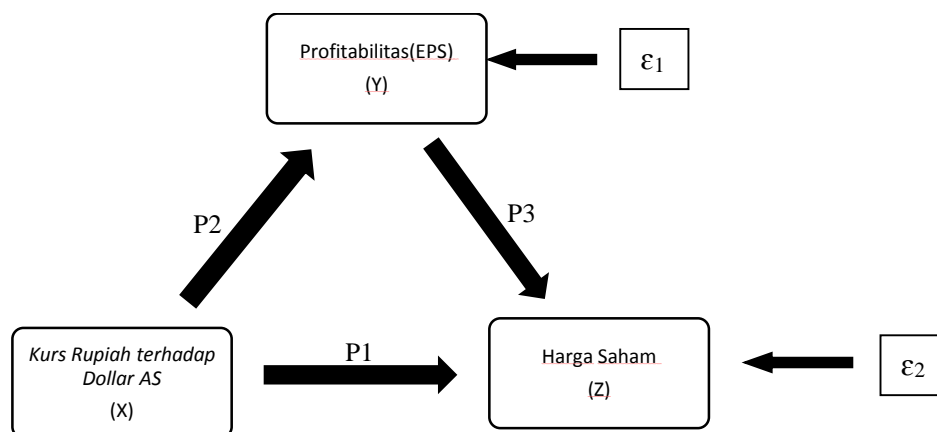 Profitabilitas(EPS)
(Y)
ε1
P2
P3
Kurs Rupiah terhadap
Dollar AS
(X)
P1
Harga Saham
(Z)
ε2